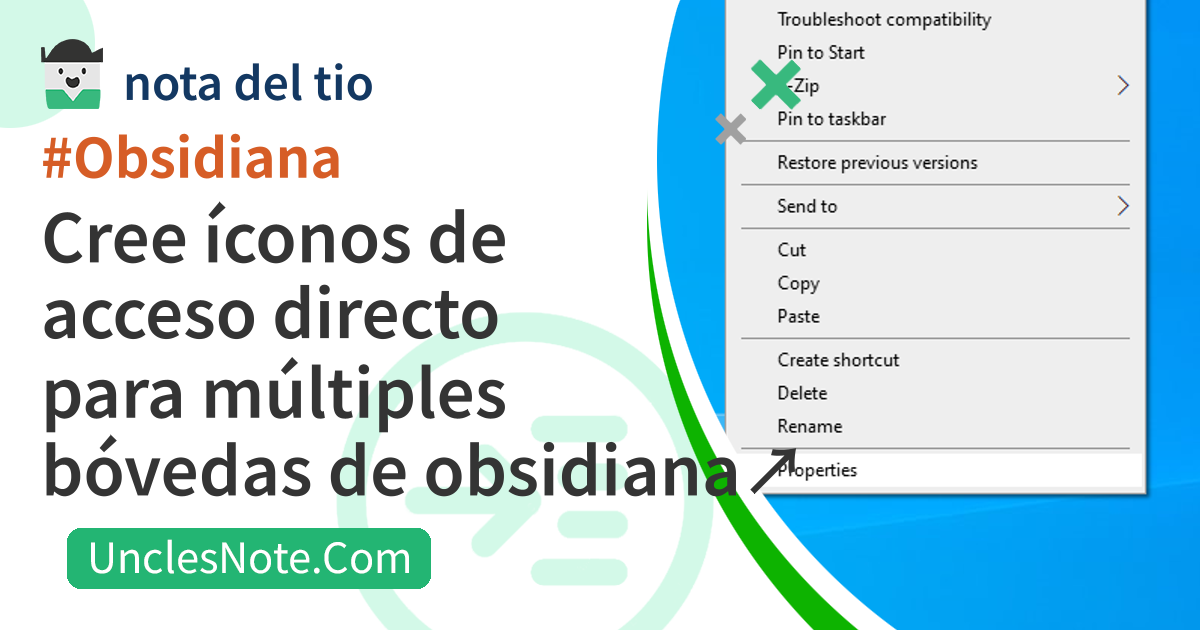 nota del tio
#Obsidiana
Cree íconos de
acceso directo
para múltiples
bóvedas de obsidiana
UnclesNote.Com
Troubleshoot compatibility
Pin to Start
-Zip
Pin to taskbar
Restore previous versions
Send to
Cut
Copy
Paste
Create shortcut
Delete
Rename
Properties